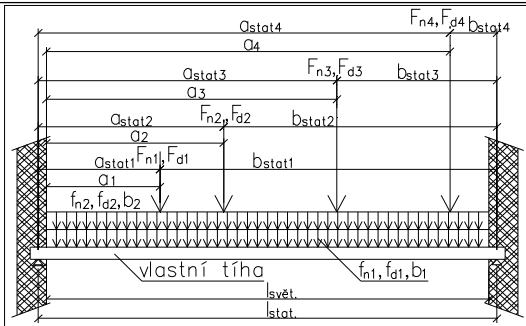 Fn4, Fd4
astat4 bstat4
a4
Fn3, Fd3
astat3 bstat3
a3
Fn2, Fd2
astat2 bstat2
a2
Fn1, Fd1
astat1 bstat1
a1
fn2, fd2, b2
vlastní tíha
fn1, fd1, b1
lsvět.
lstat.